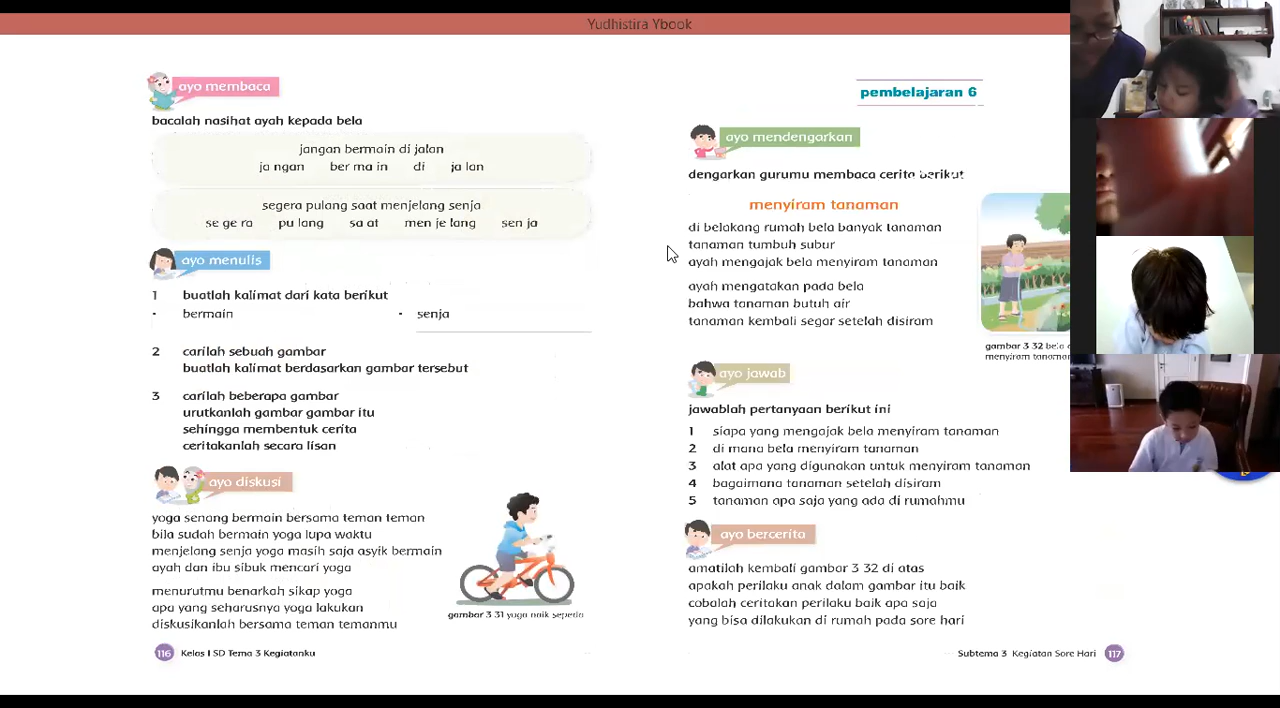 Yudhistira Ybook
ayo membaca
bacalah nasihat ayah kepada bela
jangan bermain di jalan
ja ngan ber ma in di ja lan
segera pulang saat menjelang senja
se ge ra pu lang sa at men je lang sen ja
ayo menulis
1 buatlah kalimat dari kata berikut
· bermain · senja
2 carilah sebuah gambar
buatlah kalimat berdasarkan gambar tersebut
3 carilah beberapa gambar
urutkanlah gambar gambar itu
sehingga membentuk cerita
ceritakanlah secara lisan
ayo diskusi
yoga senang bermain bersama teman teman
bila sudah bermain yoga lupa waktu
menjelang senja yoga masih saja asyik bermain
ayah dan ibu sibuk mencari yoga
menurutmu benarkah sikap yoga
apa yang seharusnya yoga lakukan
diskusikanlah bersama teman temanmu
gambar 3 31 yoga naik sepeda
116 Kelas I SD Tema 3 Kegiatanku
pembelajaran 6
ayo mendengarkan
dengarkan gurumu membaca cerita berikut
menyiram tanaman
di belakang rumah bela banyak tanaman
tanaman tumbuh subur
ayah mengajak bela menyiram tanaman
ayah mengatakan pada bela
bahwa tanaman butuh air
tanaman kembali segar setelah disiram
gambar 3 32 bela
menyiram tanaman
ayo jawab
jawablah pertanyaan berikut ini
1 siapa yang mengajak bela menyiram tanaman
2 di mana bela menyiram tanaman
3 alat apa yang digunakan untuk menyiram tanaman
4 bagaimana tanaman setelah disiram
5 tanaman apa saja yang ada di rumahmu
ayo bercerita
amatilah kembali gambar 3 32 di atas
apakah perilaku anak dalam gambar itu baik
cobalah ceritakan perilaku baik apa saja
yang bisa dilakukan di rumah pada sore hari
Subtema 3 Kegiatan Sore Hari 117